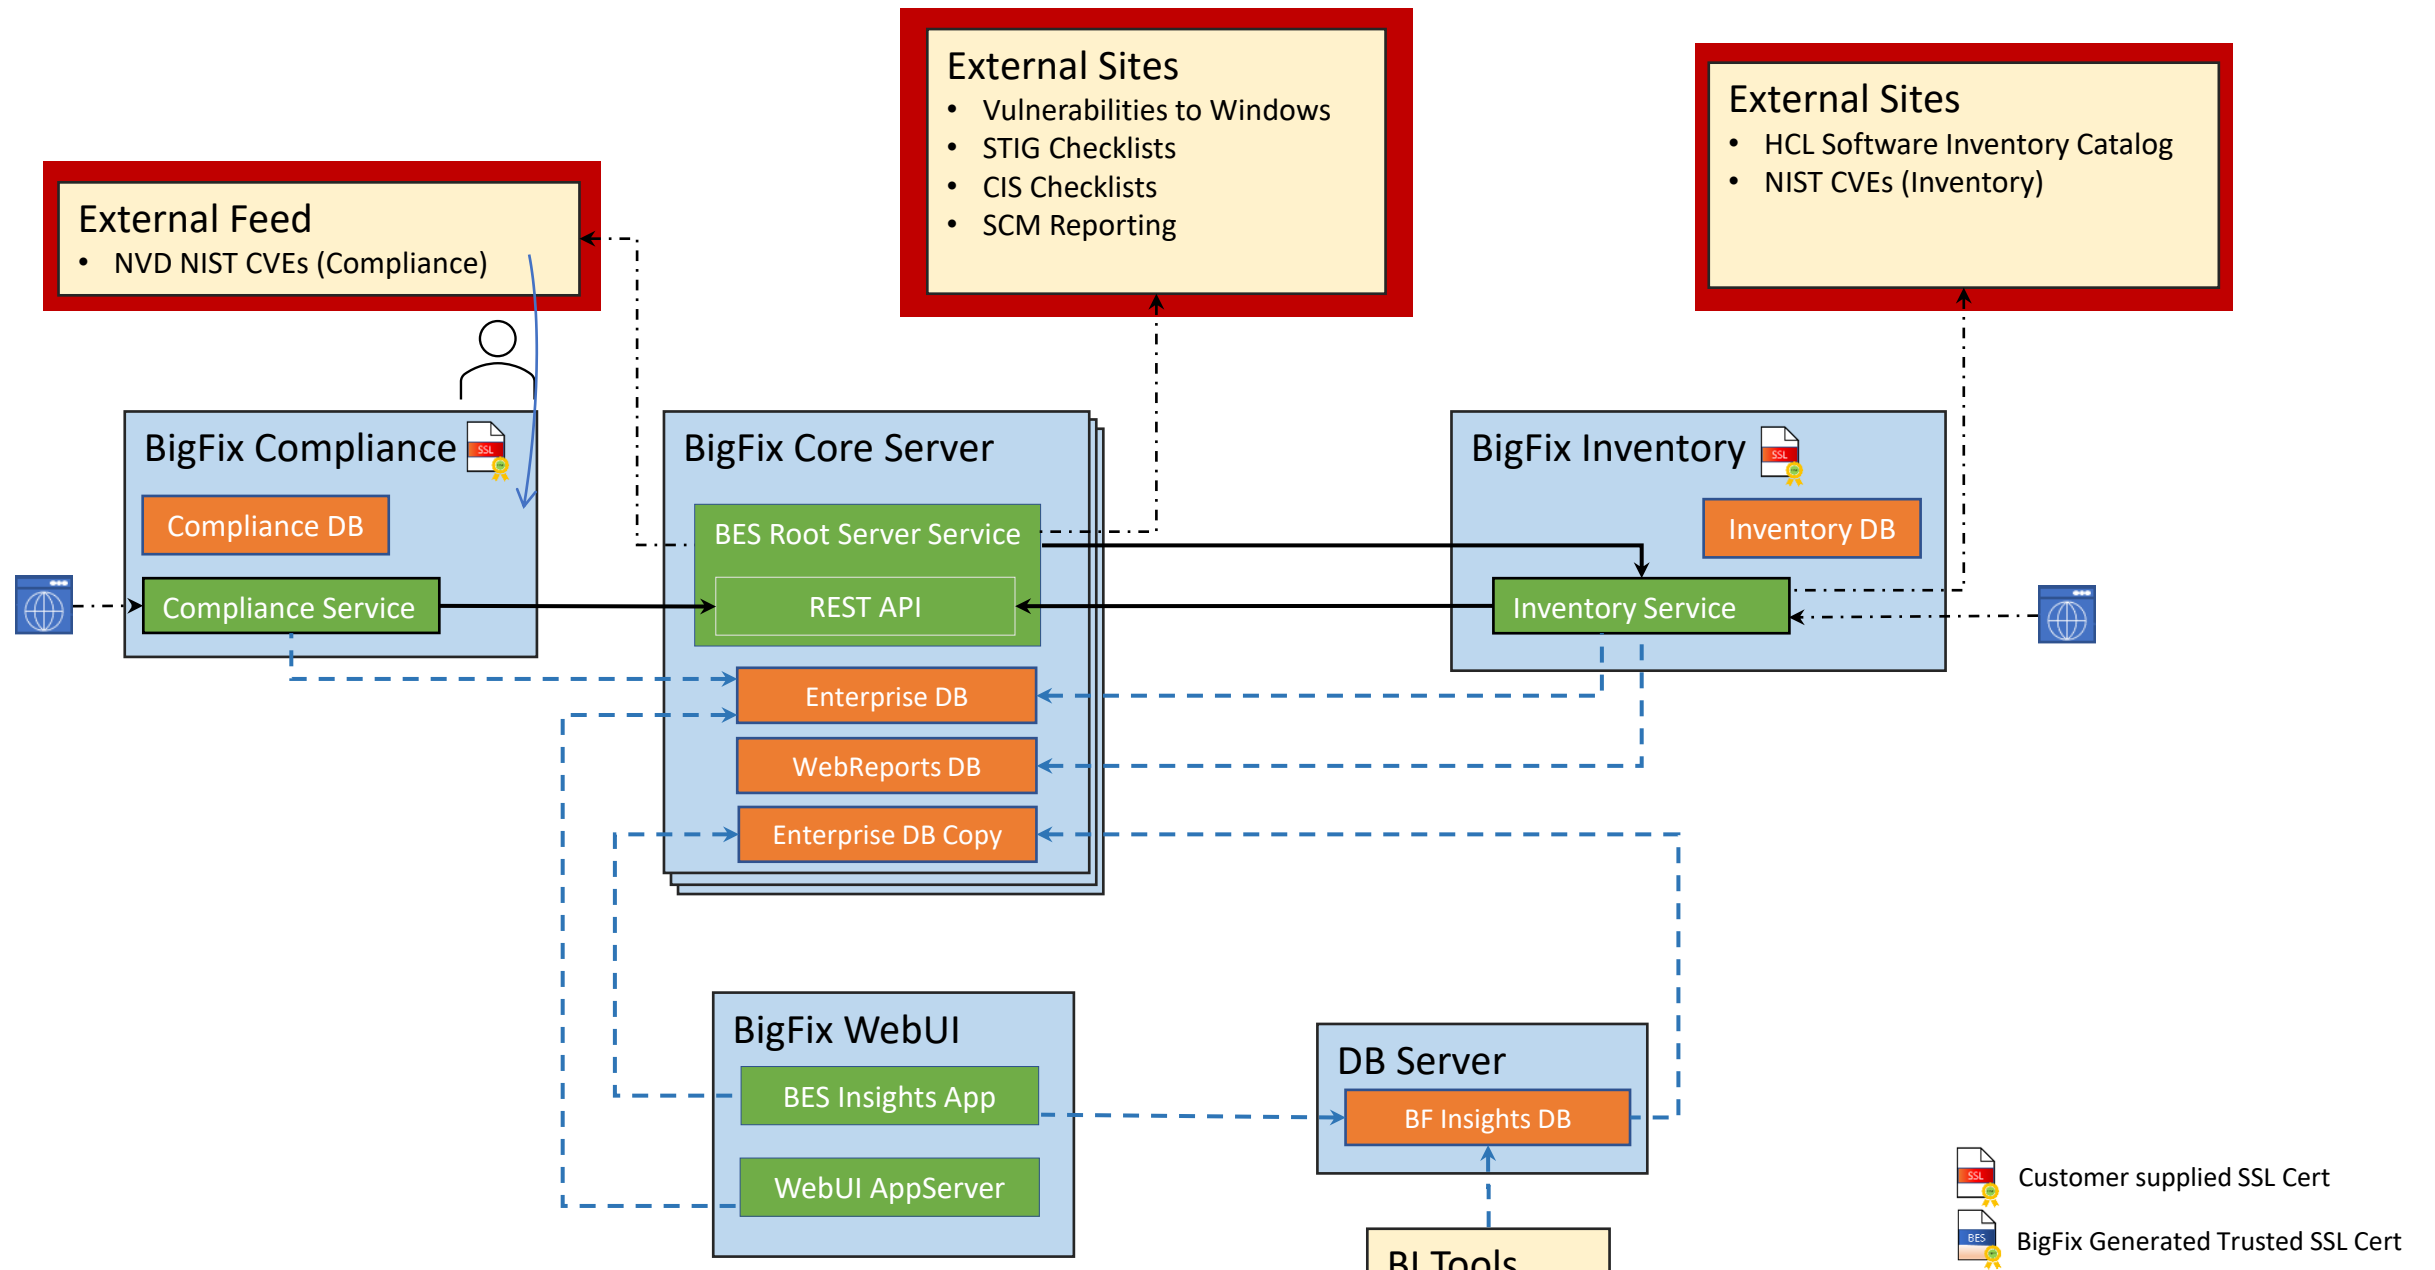 External Sites
• Vulnerabilities to Windows
• STIG Checklists
• CIS Checklists
• SCM Reporting
External Sites
• HCL Software Inventory Catalog
• NIST CVEs (Inventory)
External Feed
• NVD NIST CVEs (Compliance)
BigFix Compliance
SSL
Compliance DB
Compliance Service
BigFix Core Server
BES Root Server Service
REST API
Enterprise DB
WebReports DB
Enterprise DB Copy
BigFix Inventory
SSL
Inventory DB
Inventory Service
BigFix WebUI
BES Insights App
WebUI AppServer
DB Server
BF Insights DB
BI Tools
SSL
Customer supplied SSL Cert
BES
BigFix Generated Trusted SSL Cert